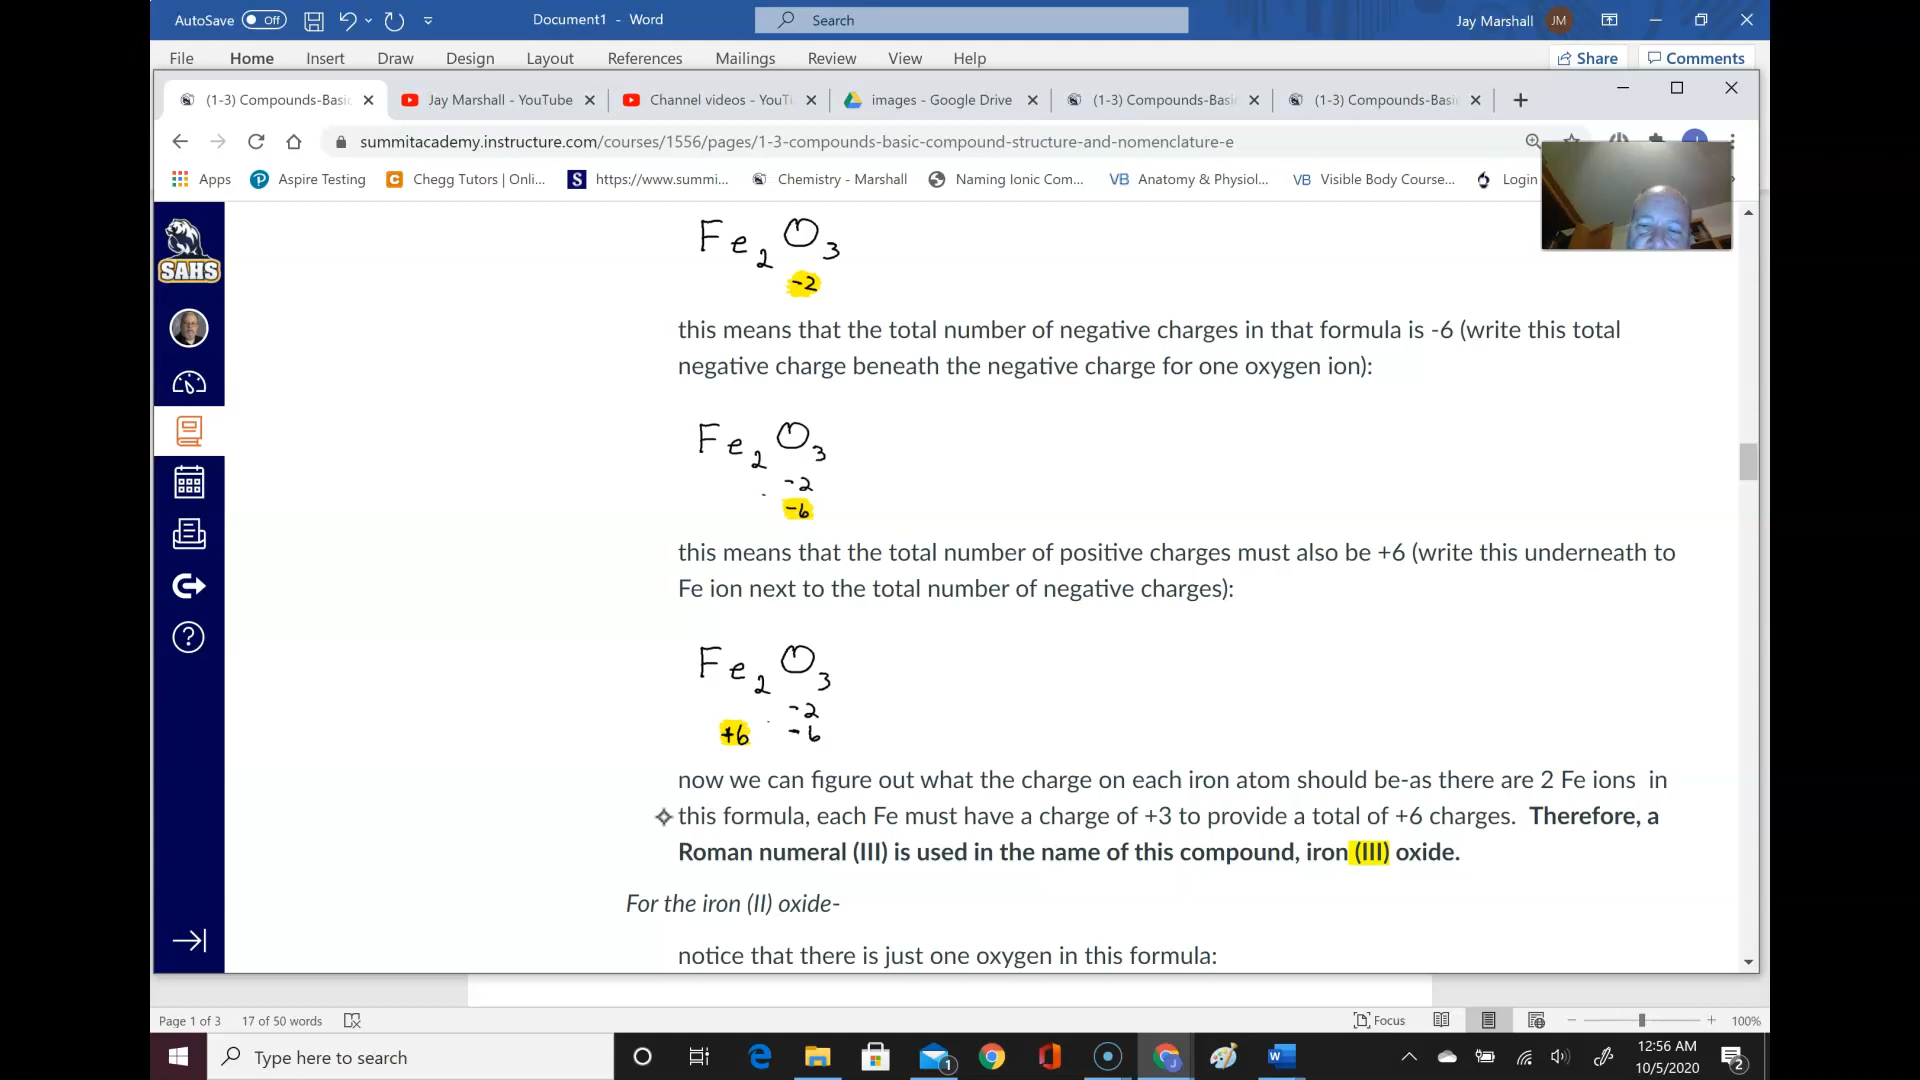 AutoSave Off Document1 - Word Search Jay Marshall JM
File Home Insert Draw Design Layout References Mailings Review View Help Share Comments
(1-3) Compounds-Basic Jay Marshall - YouTube Channel videos - YouTu images - Google Drive (1-3) Compounds-Basi (1-3) Compounds-Basi
summitacademy.instructure.com/courses/1556/pages/1-3-compounds-basic-compound-structure-and-nomenclature-e
Apps Aspire Testing Chegg Tutors | Onli... https://www.summi... Chemistry - Marshall Naming Ionic Com... VB Anatomy & Physiol... VB Visible Body Course... Login
SAHS
Fe2O3
-2
this means that the total number of negative charges in that formula is -6 (write this total
negative charge beneath the negative charge for one oxygen ion):
Fe2O3
-2
-6
this means that the total number of positive charges must also be +6 (write this underneath to
Fe ion next to the total number of negative charges):
Fe2O3
-2
+6 -6
now we can figure out what the charge on each iron atom should be-as there are 2 Fe ions in
this formula, each Fe must have a charge of +3 to provide a total of +6 charges. Therefore, a
Roman numeral (III) is used in the name of this compound, iron (III) oxide.
For the iron (II) oxide-
notice that there is just one oxygen in this formula:
Page 1 of 3 17 of 50 words Focus 100%
Type here to search 1 12:56 AM
10/5/2020 2